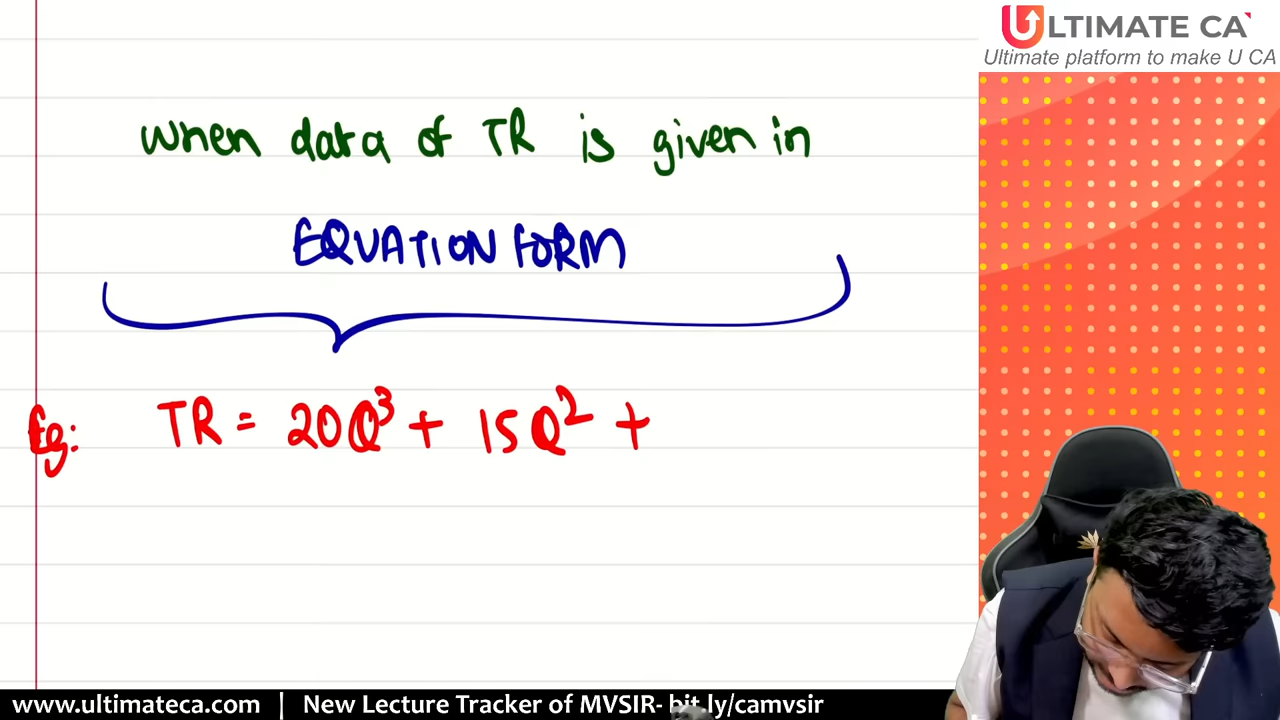 ULTIMATE CA
Ultimate platform to make U CA
when data of TR is given in
EQUATION FORM
Eg: TR = 20Q³ + 15Q² +
www.ultimateca.com | New Lecture Tracker of MVSIR- bit.ly/camvsir